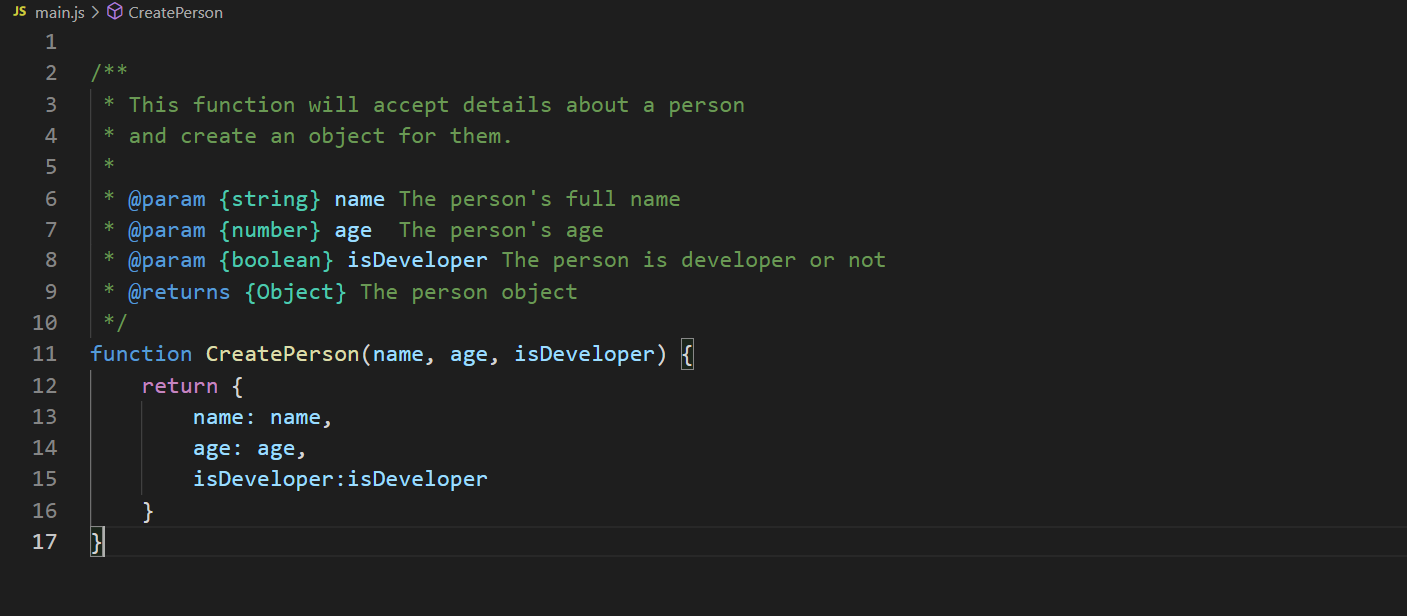 JS main.js > CreatePerson
1
2 /**
3 * This function will accept details about a person
4 * and create an object for them.
5 *
6 * @param {string} name The person's full name
7 * @param {number} age  The person's age
8 * @param {boolean} isDeveloper The person is developer or not
9 * @returns {Object} The person object
10 */
11 function CreatePerson(name, age, isDeveloper) {
12     return {
13         name: name,
14         age: age,
15         isDeveloper:isDeveloper
16     }
17 }